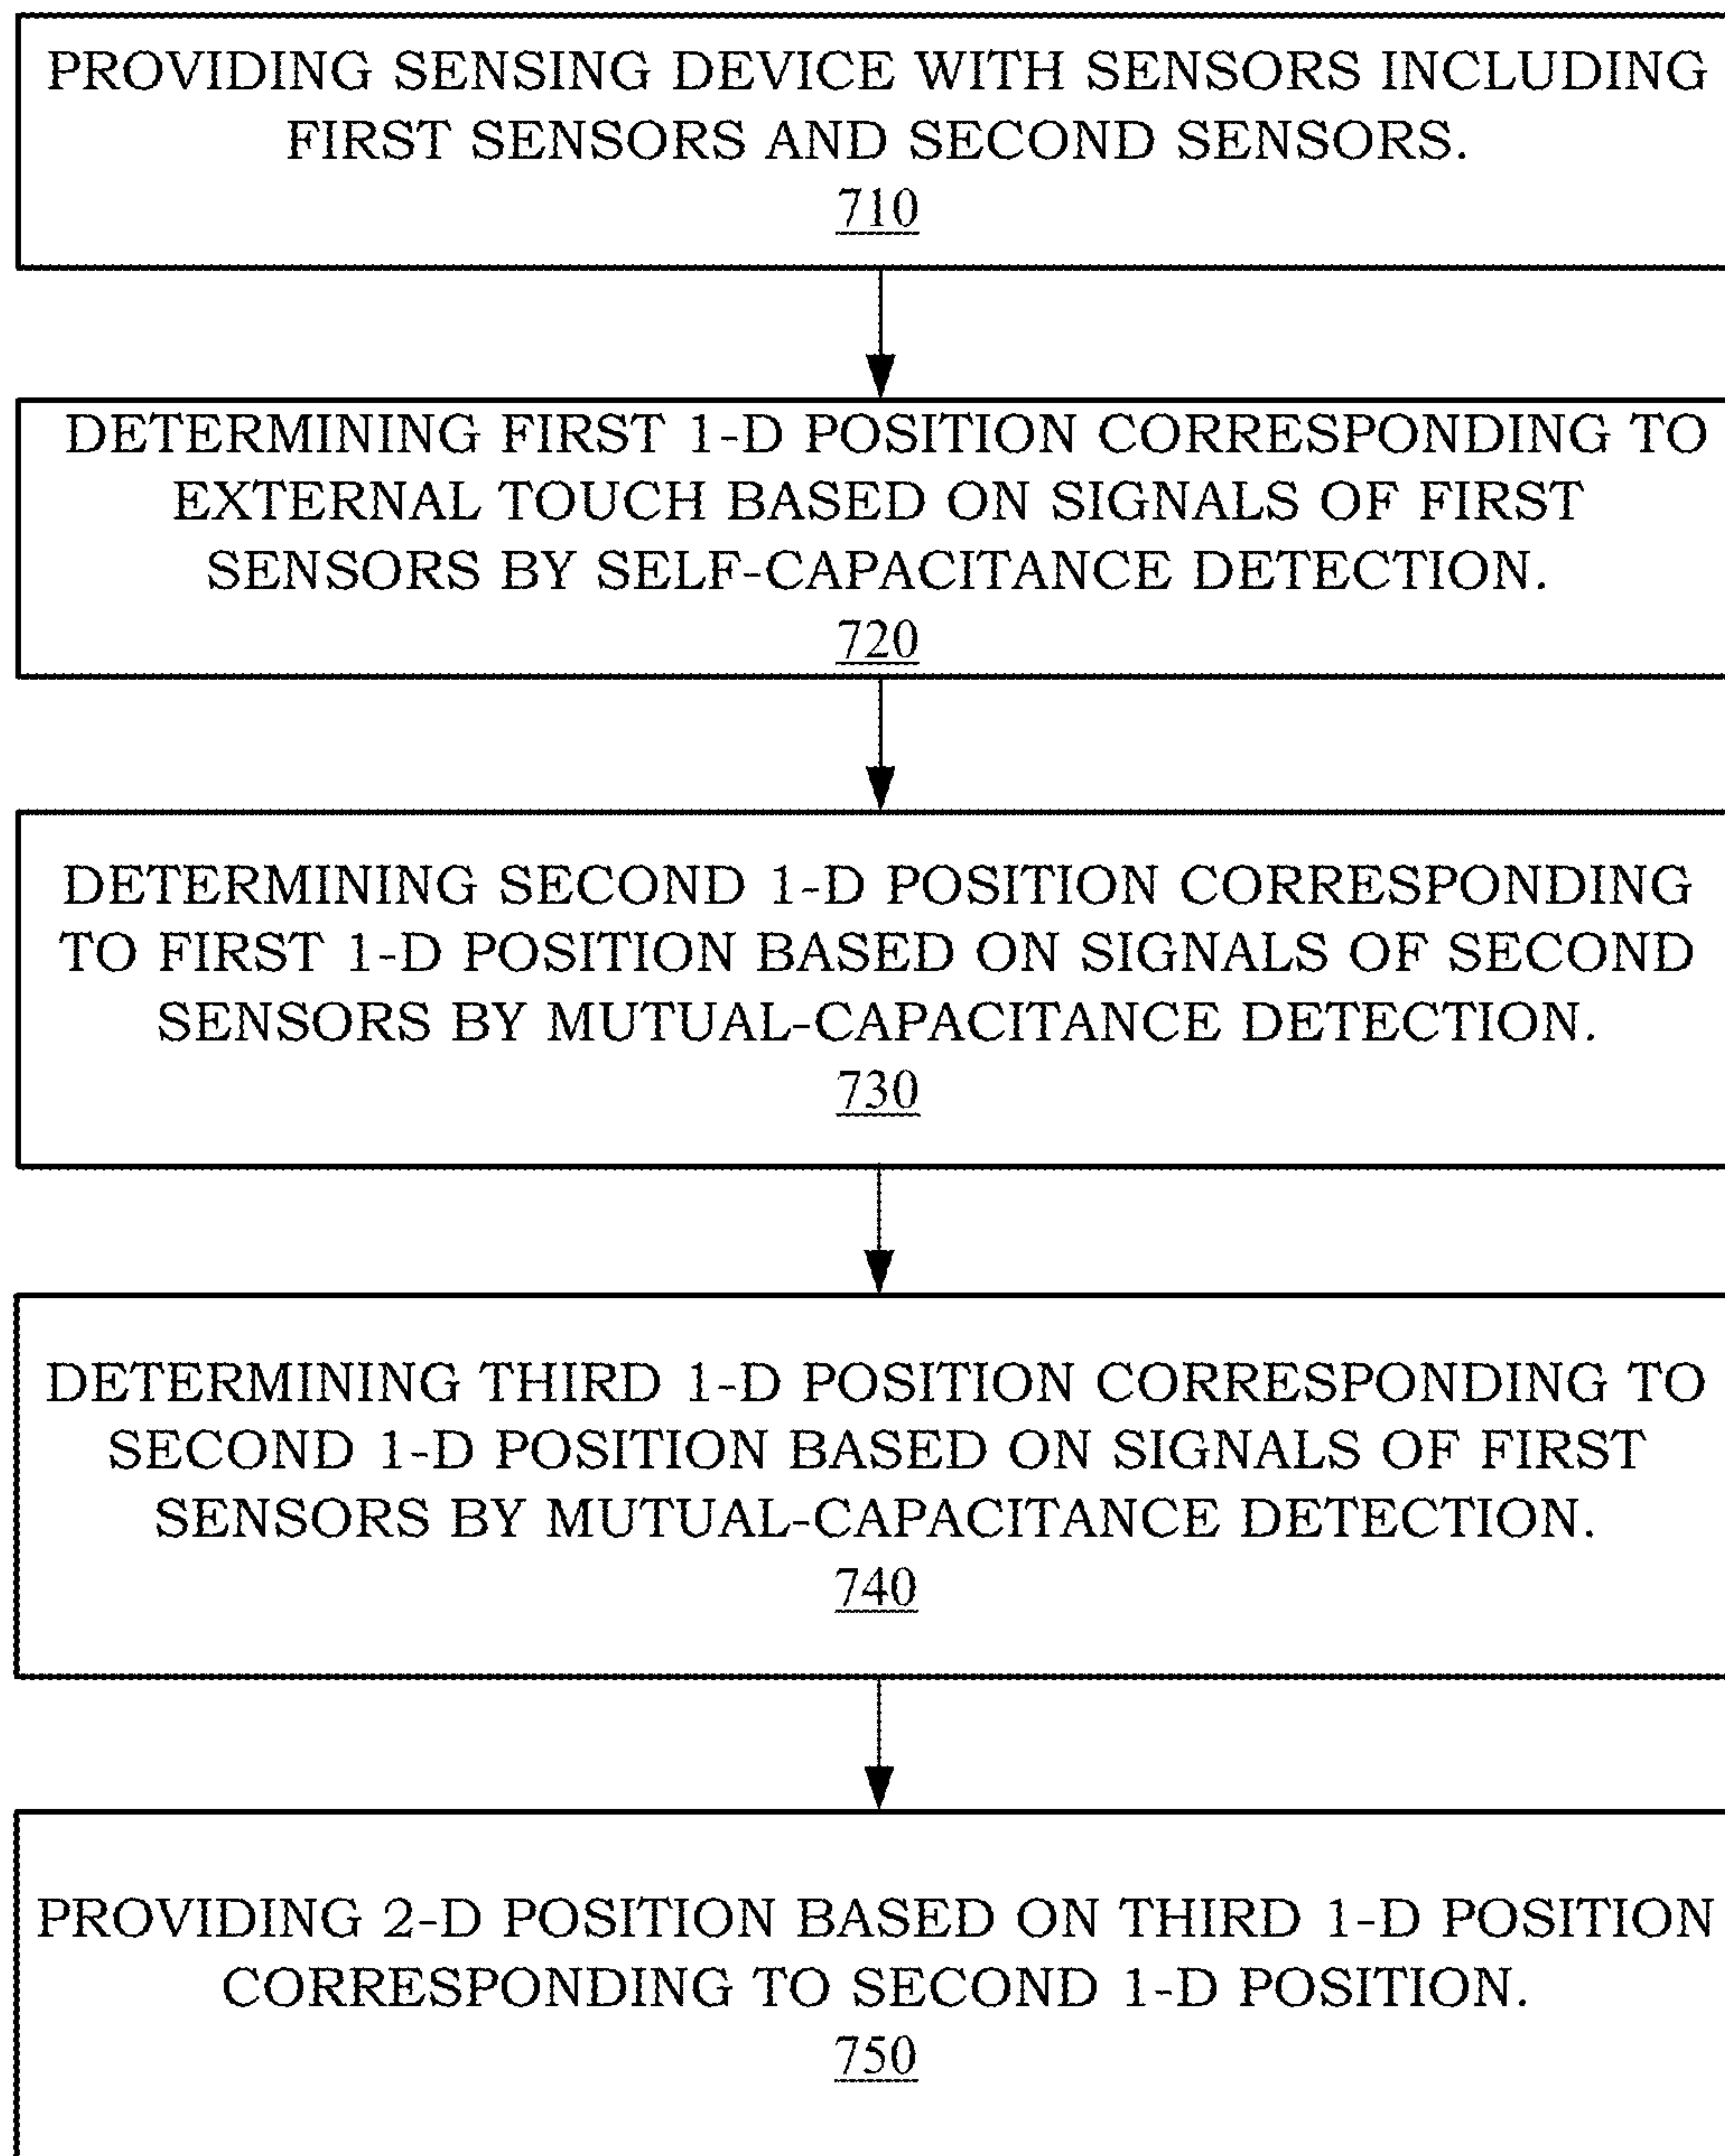 PROVIDING SENSING DEVICE WITH SENSORS INCLUDING
FIRST SENSORS AND SECOND SENSORS.
710
DETERMINING FIRST 1-D POSITION CORRESPONDING TO
EXTERNAL TOUCH BASED ON SIGNALS OF FIRST
SENSORS BY SELF-CAPACITANCE DETECTION.
720
DETERMINING SECOND 1-D POSITION CORRESPONDING
TO FIRST 1-D POSITION BASED ON SIGNALS OF SECOND
SENSORS BY MUTUAL-CAPACITANCE DETECTION.
730
DETERMINING THIRD 1-D POSITION CORRESPONDING TO
SECOND 1-D POSITION BASED ON SIGNALS OF FIRST
SENSORS BY MUTUAL-CAPACITANCE DETECTION.
740
PROVIDING 2-D POSITION BASED ON THIRD 1-D POSITION
CORRESPONDING TO SECOND 1-D POSITION.
750